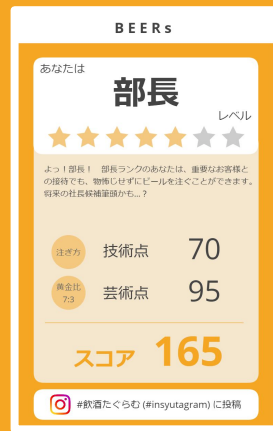 BEERs
あなたは
部長
レベル
よっ！部長！　部長ランクのあなたは、重要なお客様と
の接待でも、物怖じせずにビールを注ぐことができます。
将来の社長候補筆頭かも…？
注ぎ方 技術点 70
黄金比
7:3
芸術点 95
スコア 165
#飲酒たぐらむ (#insyutagram) に投稿